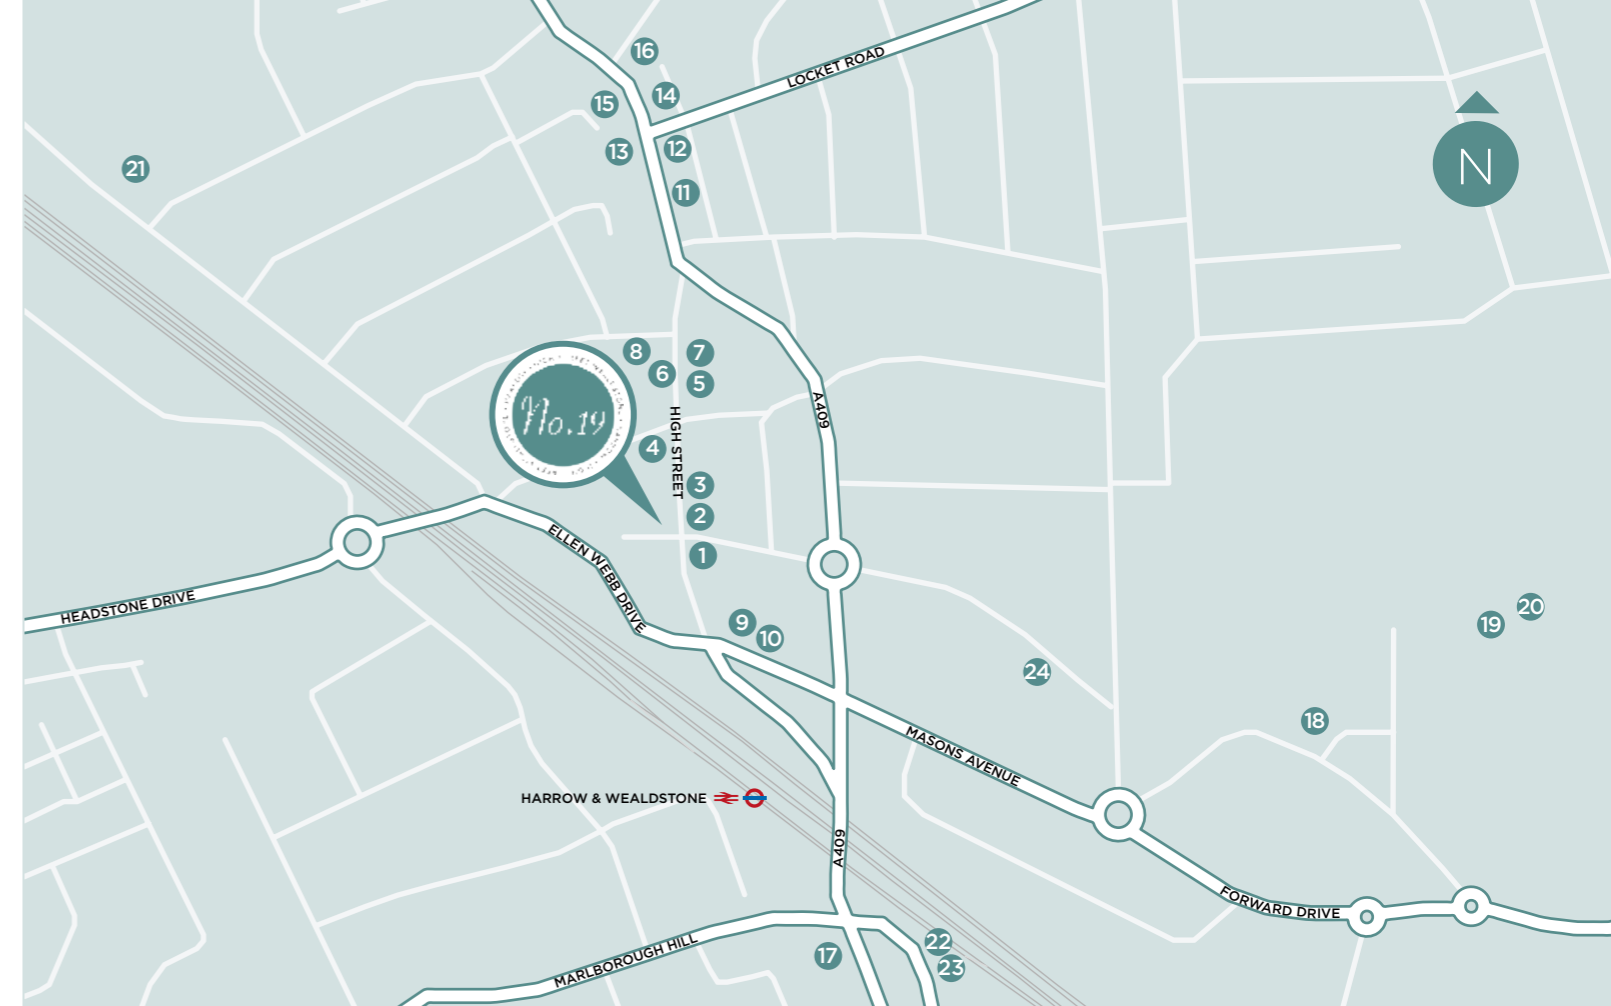 16
LOCKET ROAD
15
14
13
12
21
11
N
8
7
6
5
No.19
A409
HIGH STREET
4
3
2
1
ELLEN WEBB DRIVE
HEADSTONE DRIVE
9
10
20
19
24
18
MASONS AVENUE
HARROW & WEALDSTONE
A409
FORWARD DRIVE
MARLBOROUGH HILL
17
22
23